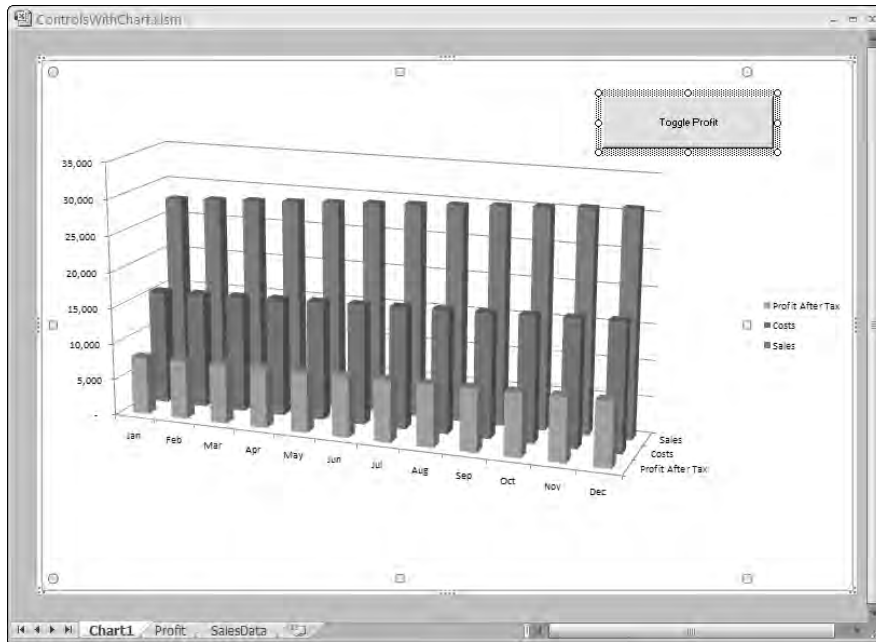 ControlsWithChart.xlsm
Toggle Profit
35,000
30,000
25,000
20,000
15,000
10,000
5,000
-
Jan
Feb
Mar
Apr
May
Jun
Jul
Aug
Sep
Oct
Nov
Dec
Sales
Costs
Profit After Tax
Profit After Tax
Costs
Sales
Chart1 Profit SalesData